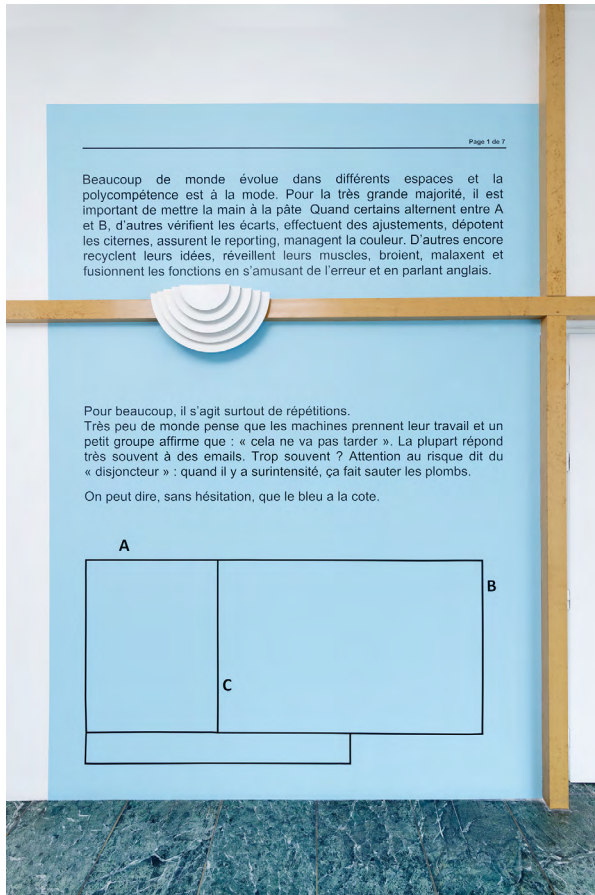 Page 1 de 7
Beaucoup de monde évolue dans différents espaces et la
polycompétence est à la mode. Pour la très grande majorité, il est
important de mettre la main à la pâte Quand certains alternent entre A
et B, d'autres vérifient les écarts, effectuent des ajustements, dépotent
les citernes, assurent le reporting, managent la couleur. D'autres encore
recyclent leurs idées, réveillent leurs muscles, broient, malaxent et
fusionnent les fonctions en s'amusant de l'erreur et en parlant anglais.
Pour beaucoup, il s'agit surtout de répétitions.
Très peu de monde pense que les machines prennent leur travail et un
petit groupe affirme que : « cela ne va pas tarder ». La plupart répond
très souvent à des emails. Trop souvent ? Attention au risque dit du
« disjoncteur » : quand il y a surintensité, ça fait sauter les plombs.
On peut dire, sans hésitation, que le bleu a la cote.
A
B
C